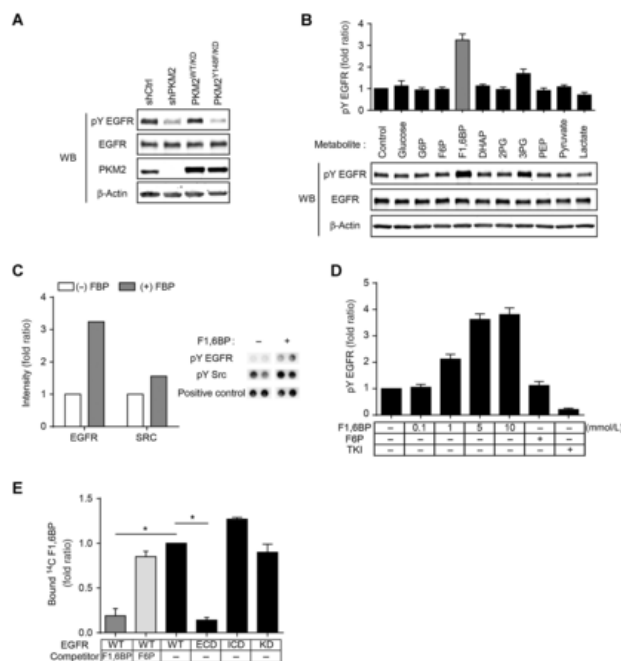 A
shCtrl
shPKM2
PKM2WT/KD
PKM2Y148F/KD
WB
pY EGFR
EGFR
PKM2
β-Actin
B
pY EGFR (fold ratio)
4
3
2
1
0
Metabolite :
Control
Glucose
G6P
F6P
F1,6BP
DHAP
2PG
3PG
PEP
Pyruvate
Lactate
WB
pY EGFR
EGFR
β-Actin
C
(–) FBP
(+) FBP
Intensity (fold ratio)
4
3
2
1
0
EGFR
SRC
F1,6BP : – +
pY EGFR
pY Src
Positive control
D
pY EGFR (fold ratio)
5
4
3
2
1
0
F1,6BP – 0.1 1 5 10 – – (mmol/L)
F6P – – – – – + –
TKI – – – – – – +
E
Bound 14C F1,6BP
(fold ratio)
1.5
1.0
0.5
0
* *
EGFR WT WT WT ECD ICD KD
Competitor F1,6BP F6P – – – –